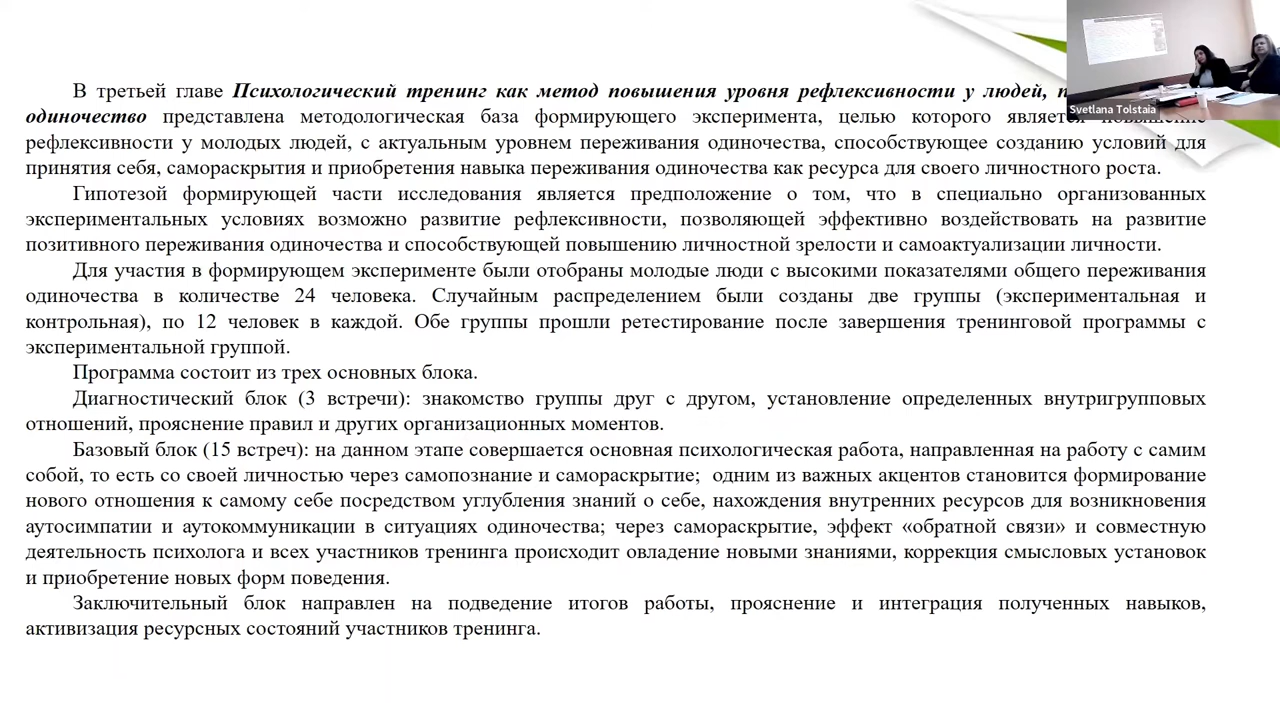 В третьей главе Психологический тренинг как метод повышения уровня рефлексивности у людей,
одиночество представлена методологическая база формирующего эксперимента, целью которого является повышение
рефлексивности у молодых людей, с актуальным уровнем переживания одиночества, способствующее созданию условий для
принятия себя, самораскрытия и приобретения навыка переживания одиночества как ресурса для своего личностного роста.
Гипотезой формирующей части исследования является предположение о том, что в специально организованных
экспериментальных условиях возможно развитие рефлексивности, позволяющей эффективно воздействовать на развитие
позитивного переживания одиночества и способствующей повышению личностной зрелости и самоактуализации личности.
Для участия в формирующем эксперименте были отобраны молодые люди с высокими показателями общего переживания
одиночества в количестве 24 человека. Случайным распределением были созданы две группы (экспериментальная и
контрольная), по 12 человек в каждой. Обе группы прошли ретестирование после завершения тренинговой программы с
экспериментальной группой.
Программа состоит из трех основных блока.
Диагностический блок (3 встречи): знакомство группы друг с другом, установление определенных внутригрупповых
отношений, прояснение правил и других организационных моментов.
Базовый блок (15 встреч): на данном этапе совершается основная психологическая работа, направленная на работу с самим
собой, то есть со своей личностью через самопознание и самораскрытие; одним из важных акцентов становится формирование
нового отношения к самому себе посредством углубления знаний о себе, нахождения внутренних ресурсов для возникновения
аутосимпатии и аутокоммуникации в ситуациях одиночества; через самораскрытие, эффект «обратной связи» и совместную
деятельность психолога и всех участников тренинга происходит овладение новыми знаниями, коррекция смысловых установок
и приобретение новых форм поведения.
Заключительный блок направлен на подведение итогов работы, прояснение и интеграция полученных навыков,
активизация ресурсных состояний участников тренинга.
Svetlana Tolstaia